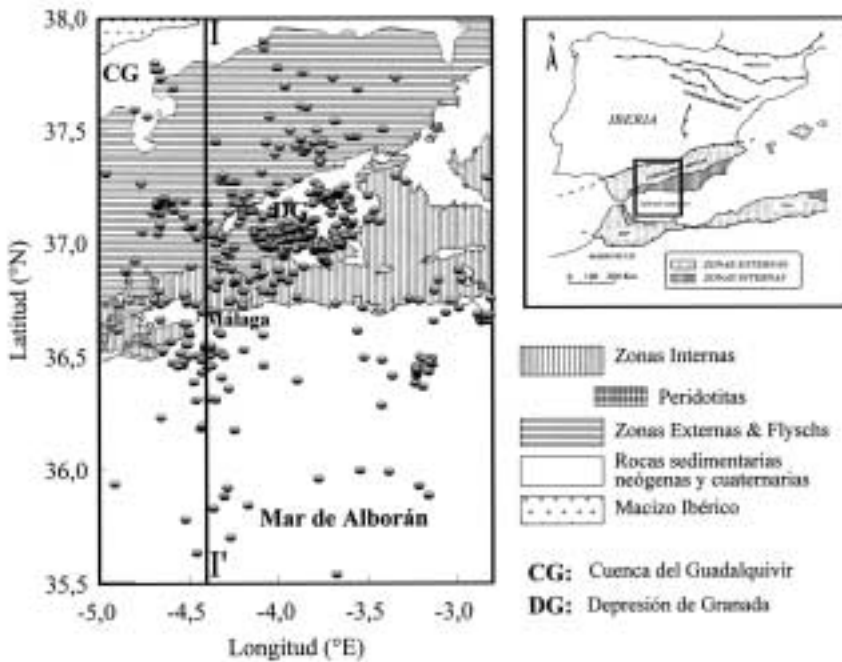 38,0
37,5
37,0
36,5
36,0
35,5
Latitud (°N)
I
CG
DG
Málaga
Mar de Alborán
I'
-5,0 -4,5 -4,0 -3,5 -3,0
Longitud (°E)
N
IBERIA
ZONAS EXTERNAS
ZONAS INTERNAS
Zonas Internas
Peridotitas
Zonas Externas & Flyschs
Rocas sedimentarias
neógenas y cuaternarias
Macizo Ibérico
CG: Cuenca del Guadalquivir
DG: Depresión de Granada